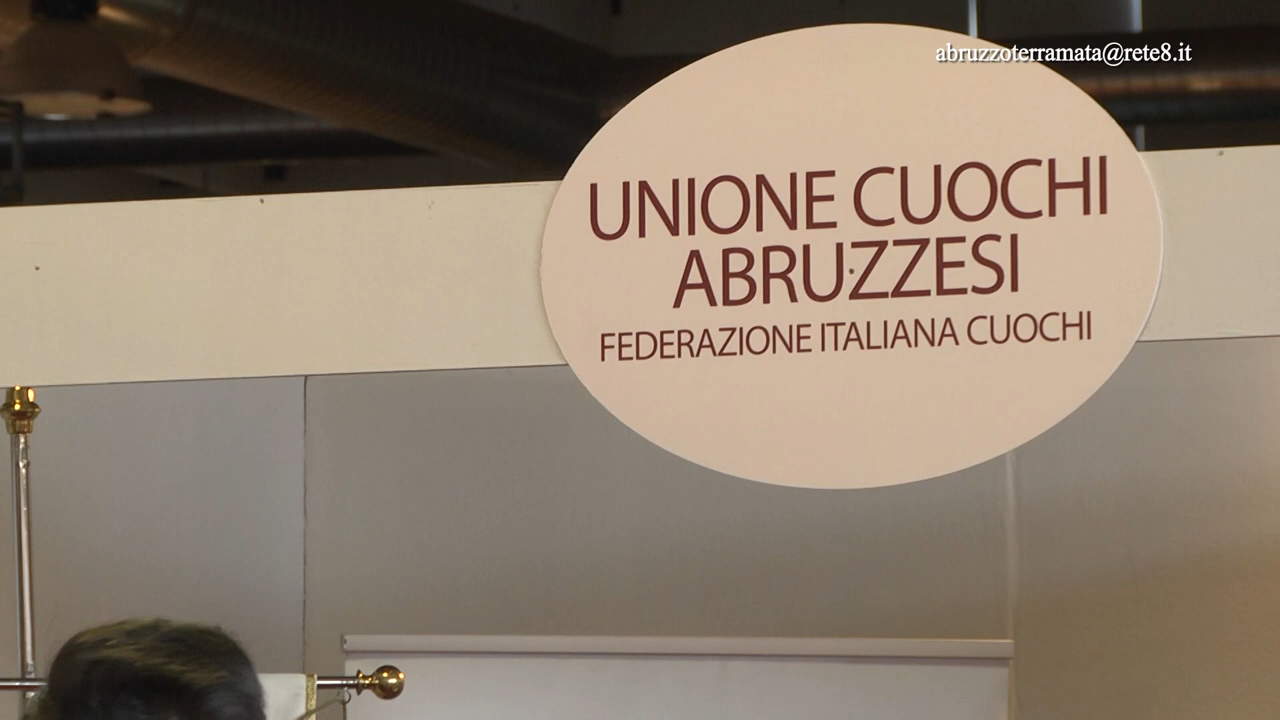 abruzzoterramata@rete8.it
UNIONE CUOCHI
ABRUZZESI
FEDERAZIONE ITALIANA CUOCHI